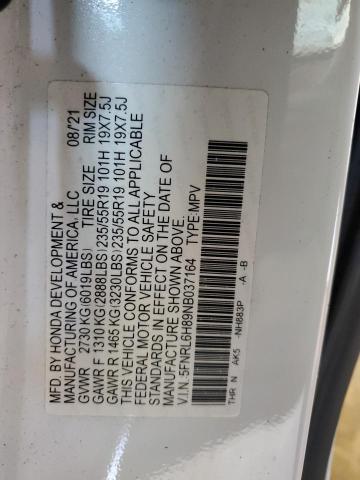 MFD. BY HONDA DEVELOPMENT & 08/21
MANUFACTURING OF AMERICA, LLC
GVWR 2730 KG(6019LBS) TIRE SIZE RIM SIZE
GAWR F 1310 KG(2888LBS)235/55R19 101H 19X7.5J
GAWR R 1465 KG(3230LBS)235/55R19 101H 19X7.5J
THIS VEHICLE CONFORMS TO ALL APPLICABLE
FEDERAL MOTOR VEHICLE SAFETY
STANDARDS IN EFFECT ON THE DATE OF
MANUFACTURE SHOWN ABOVE.
V.I.N. 5FNRL6H89NB037164 TYPE:MPV
THR N AK5 -NH883P -A -B